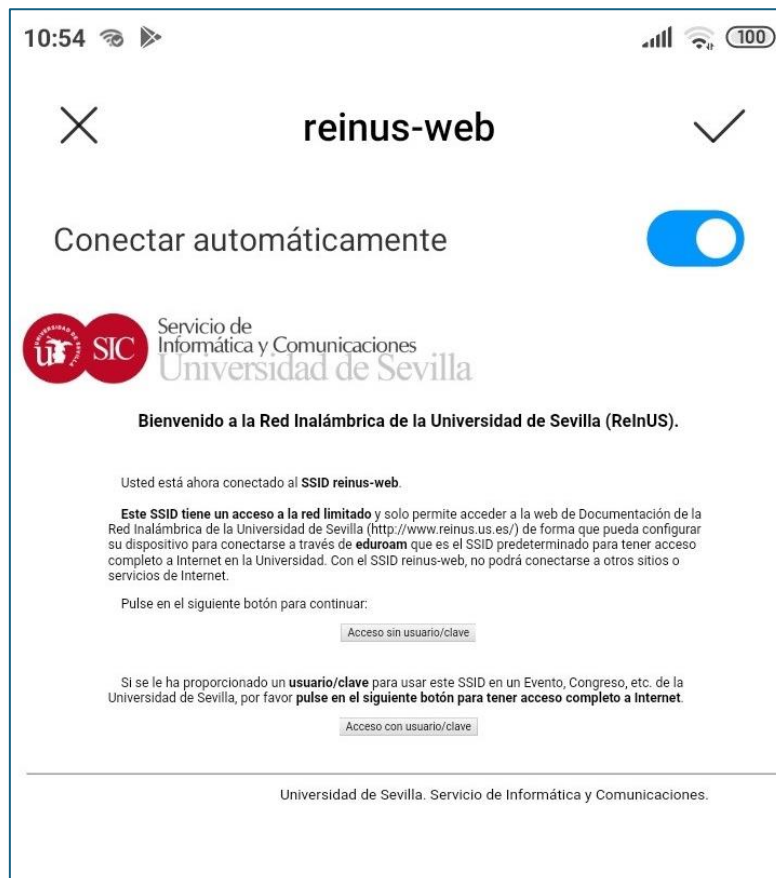 10:54
100
reinus-web
Conectar automáticamente
SIC
Servicio de
Informática y Comunicaciones
Universidad de Sevilla
Bienvenido a la Red Inalámbrica de la Universidad de Sevilla (ReInUS).
Usted está ahora conectado al SSID reinus-web.
Este SSID tiene un acceso a la red limitado y solo permite acceder a la web de Documentación de la
Red Inalámbrica de la Universidad de Sevilla (http://www.reinus.us.es/) de forma que pueda configurar
su dispositivo para conectarse a través de eduroam que es el SSID predeterminado para tener acceso
completo a Internet en la Universidad. Con el SSID reinus-web, no podrá conectarse a otros sitios o
servicios de Internet.
Pulse en el siguiente botón para continuar:
Acceso sin usuario/clave
Si se le ha proporcionado un usuario/clave para usar este SSID en un Evento, Congreso, etc. de la
Universidad de Sevilla, por favor pulse en el siguiente botón para tener acceso completo a Internet.
Acceso con usuario/clave
Universidad de Sevilla. Servicio de Informática y Comunicaciones.